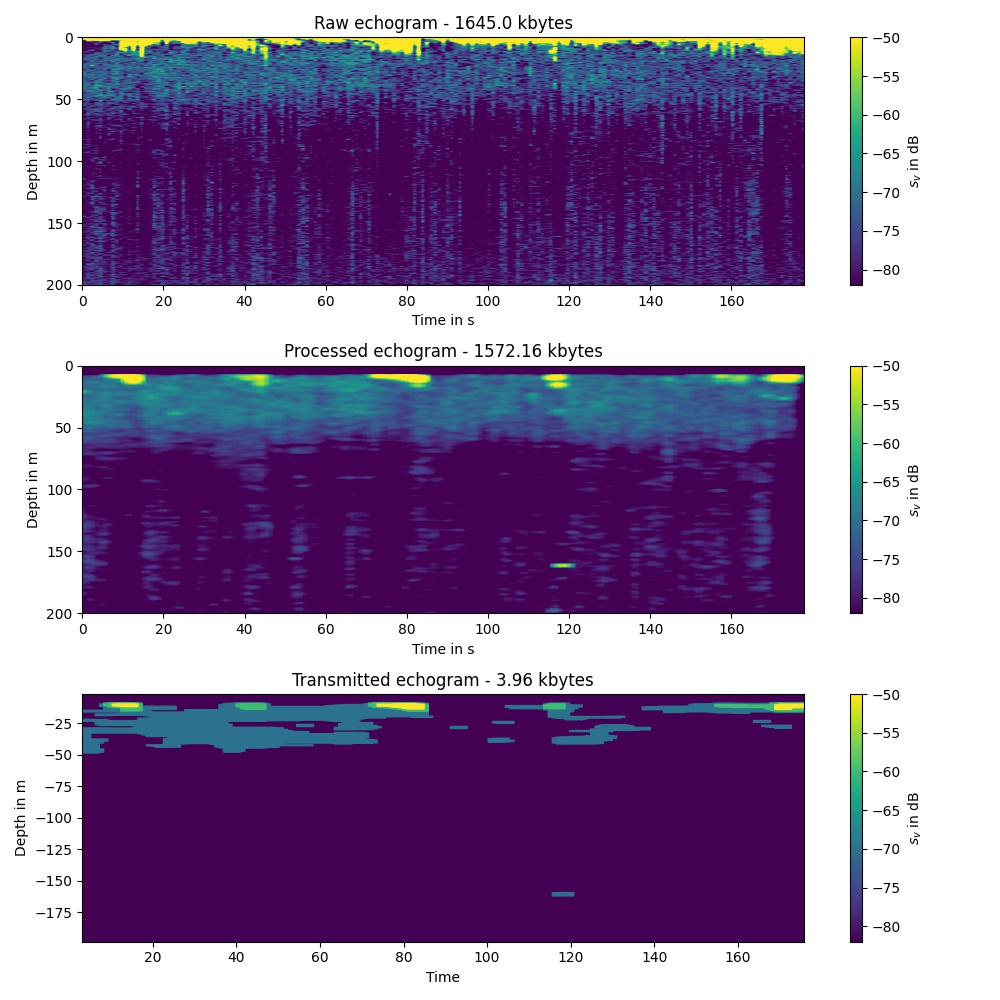 Raw echogram - 1645.0 kbytes
0
50
100
150
200
Depth in m
0 20 40 60 80 100 120 140 160
Time in s
−50
−55
−60
−65
−70
−75
−80
sv in dB
Processed echogram - 1572.16 kbytes
0
50
100
150
200
Depth in m
0 20 40 60 80 100 120 140 160
Time in s
−50
−55
−60
−65
−70
−75
−80
sv in dB
Transmitted echogram - 3.96 kbytes
−25
−50
−75
−100
−125
−150
−175
Depth in m
20 40 60 80 100 120 140 160
Time
−50
−55
−60
−65
−70
−75
−80
sv in dB